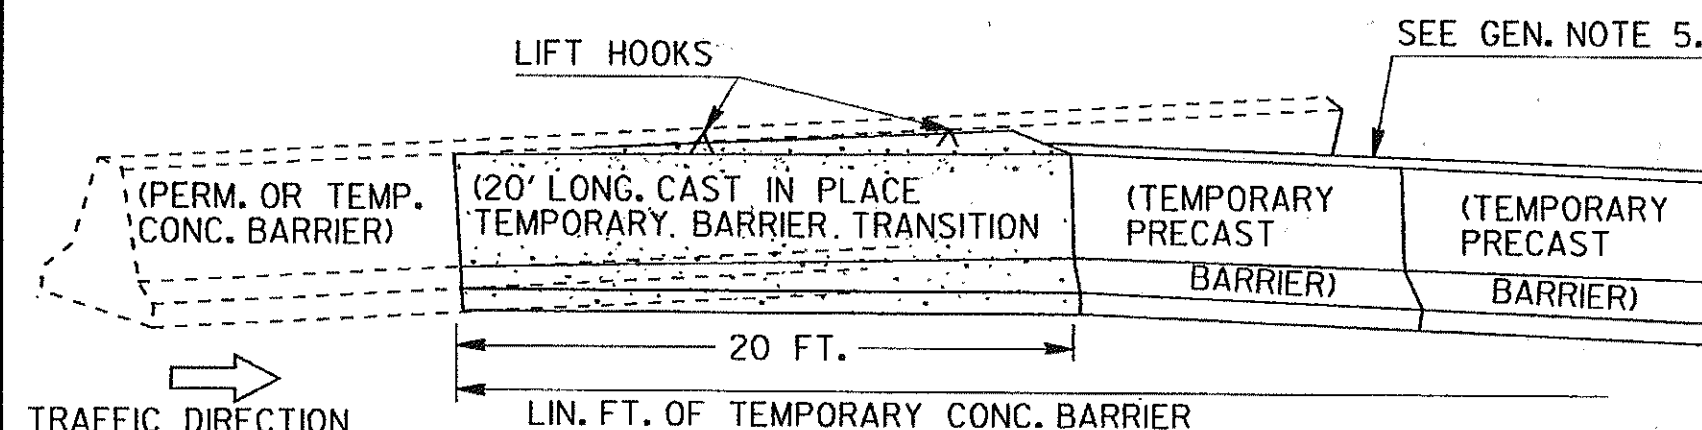 LIFT HOOKS
SEE GEN. NOTE 5.
(PERM. OR TEMP.
CONC. BARRIER)
(20' LONG. CAST IN PLACE
TEMPORARY. BARRIER. TRANSITION
(TEMPORARY
PRECAST
BARRIER)
(TEMPORARY
PRECAST
BARRIER)
20 FT.
TRAFFIC DIRECTION
LIN. FT. OF TEMPORARY CONC. BARRIER